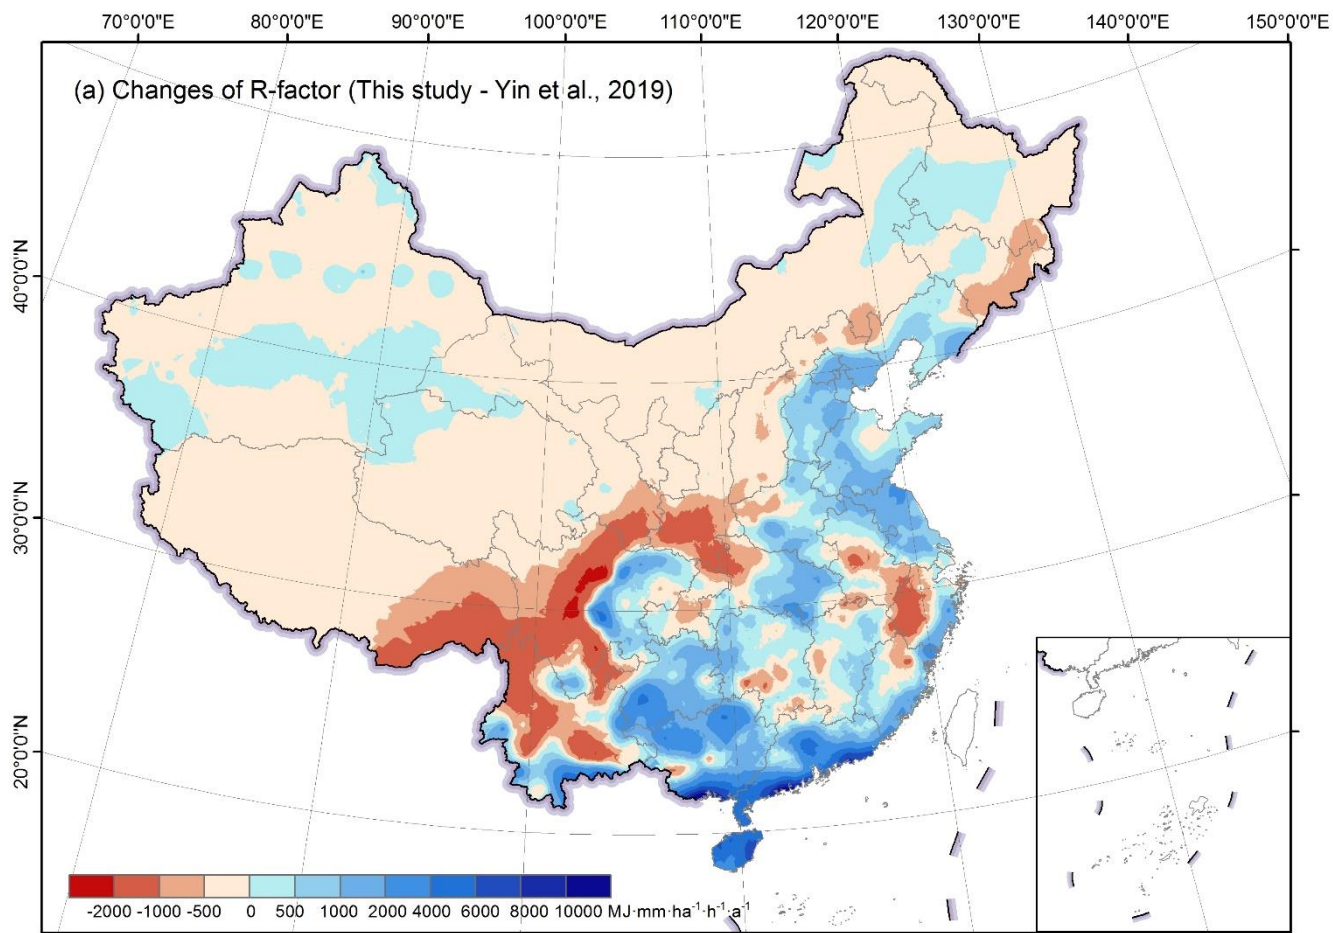 70°0'0"E 80°0'0"E 90°0'0"E 100°0'0"E 110°0'0"E 120°0'0"E 130°0'0"E 140°0'0"E 150°0'0"E
(a) Changes of R-factor (This study - Yin et al., 2019)
40°0'0"N
30°0'0"N
20°0'0"N
-2000 -1000 -500 0 500 1000 2000 4000 6000 8000 10000 MJ·mm·ha⁻¹·h⁻¹·a⁻¹